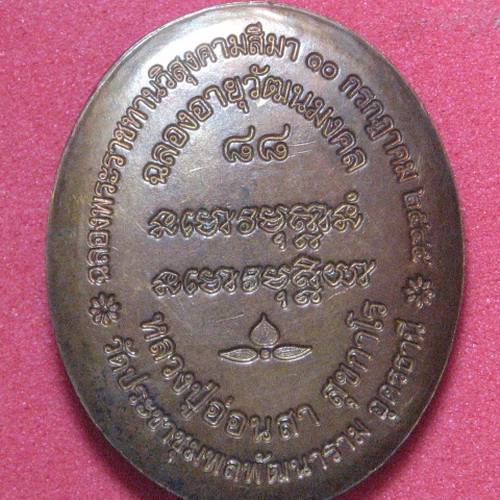 ฉลองพระราชทานวิสุงคามสีมา ๑๐ กรกฎาคม ๒๕๔๕
ฉลองอายุวัฒนมงคล
๘๘
หลวงปู่อ่อนสา สุขกาโร
วัดประชาชุมพลพัฒนาราม อุดรธานี